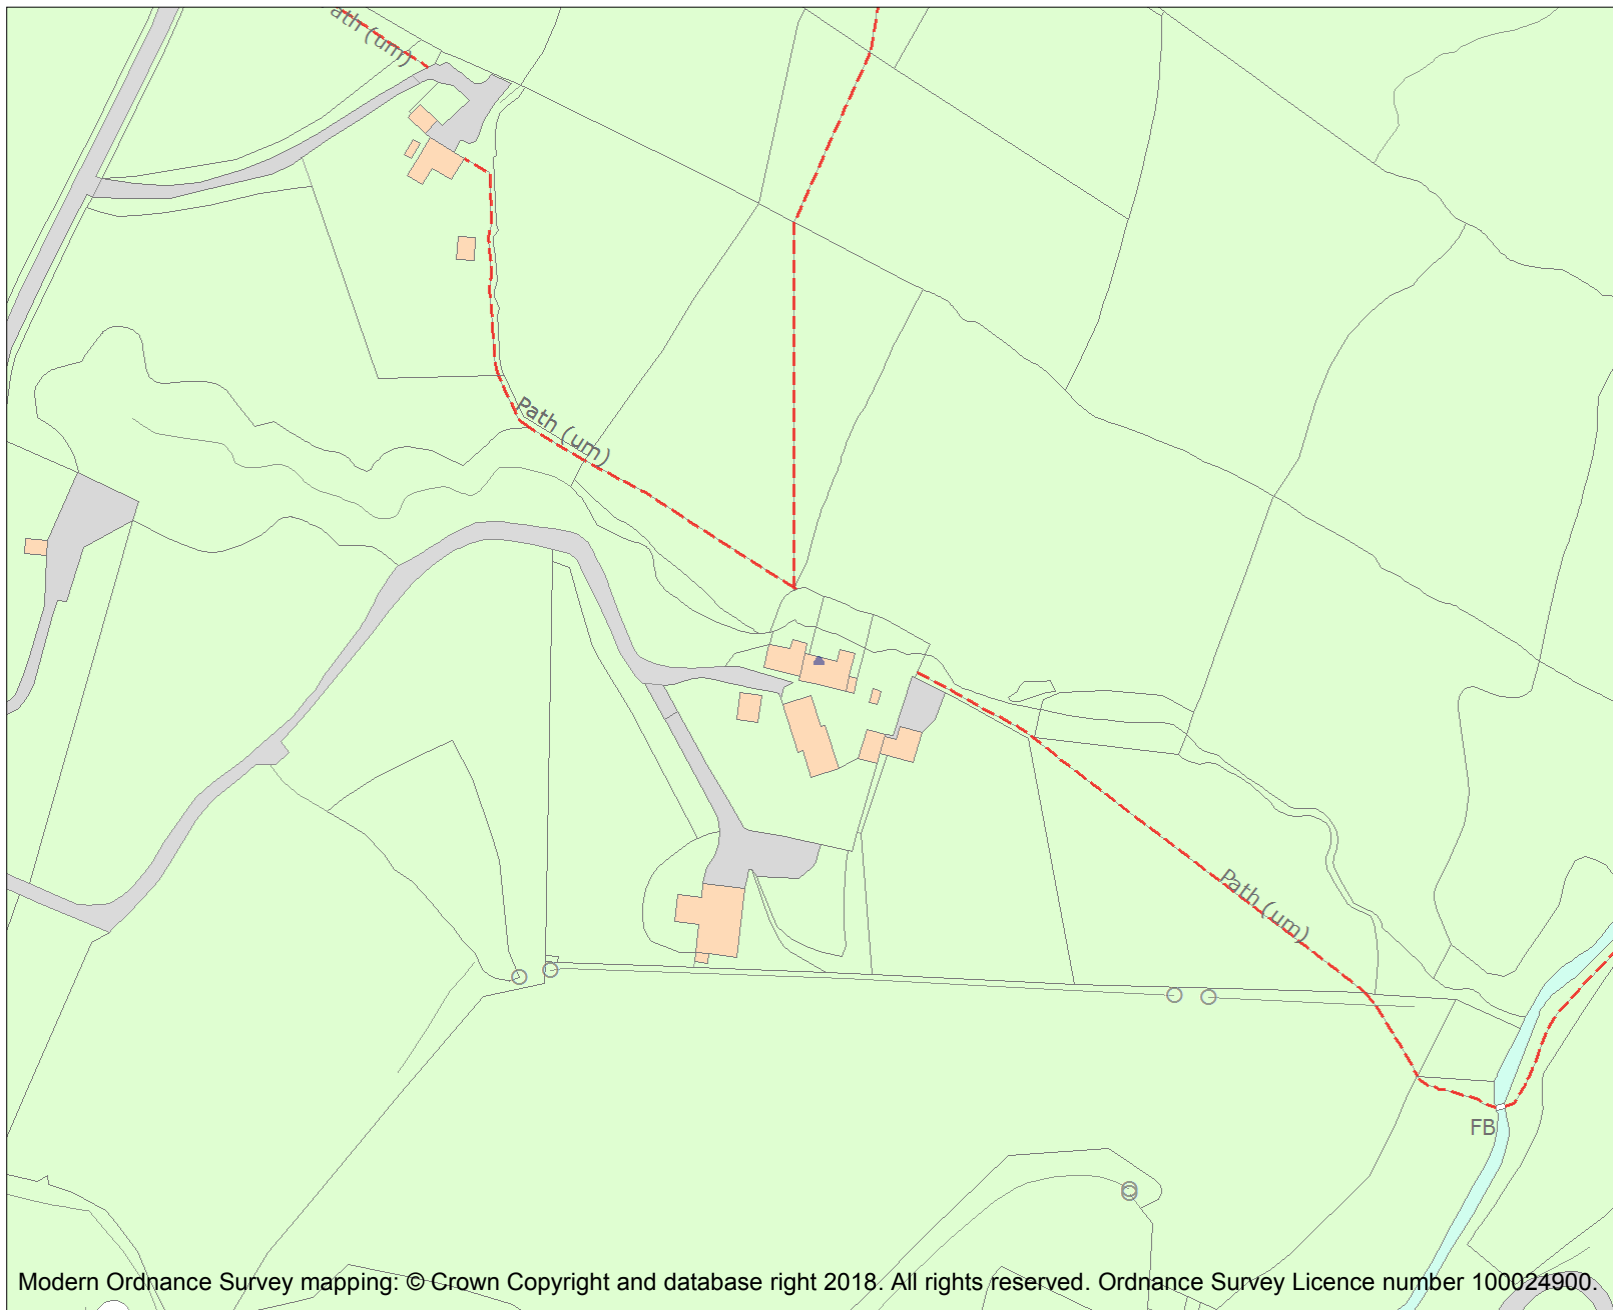 ath (um)
Path (um)
Path (um)
FB
Modern Ordnance Survey mapping: © Crown Copyright and database right 2018. All rights reserved. Ordnance Survey Licence number 100024900.